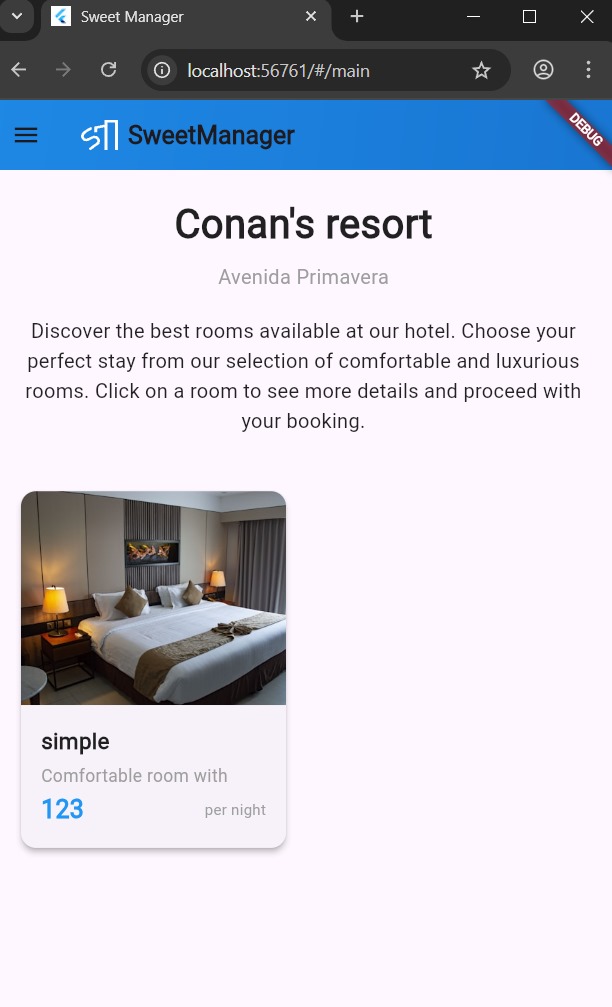 Sweet Manager
localhost:56761/#/main
SweetManager
DEBUG
Conan's resort
Avenida Primavera
Discover the best rooms available at our hotel. Choose your
perfect stay from our selection of comfortable and luxurious
rooms. Click on a room to see more details and proceed with
your booking.
simple
Comfortable room with
123 per night